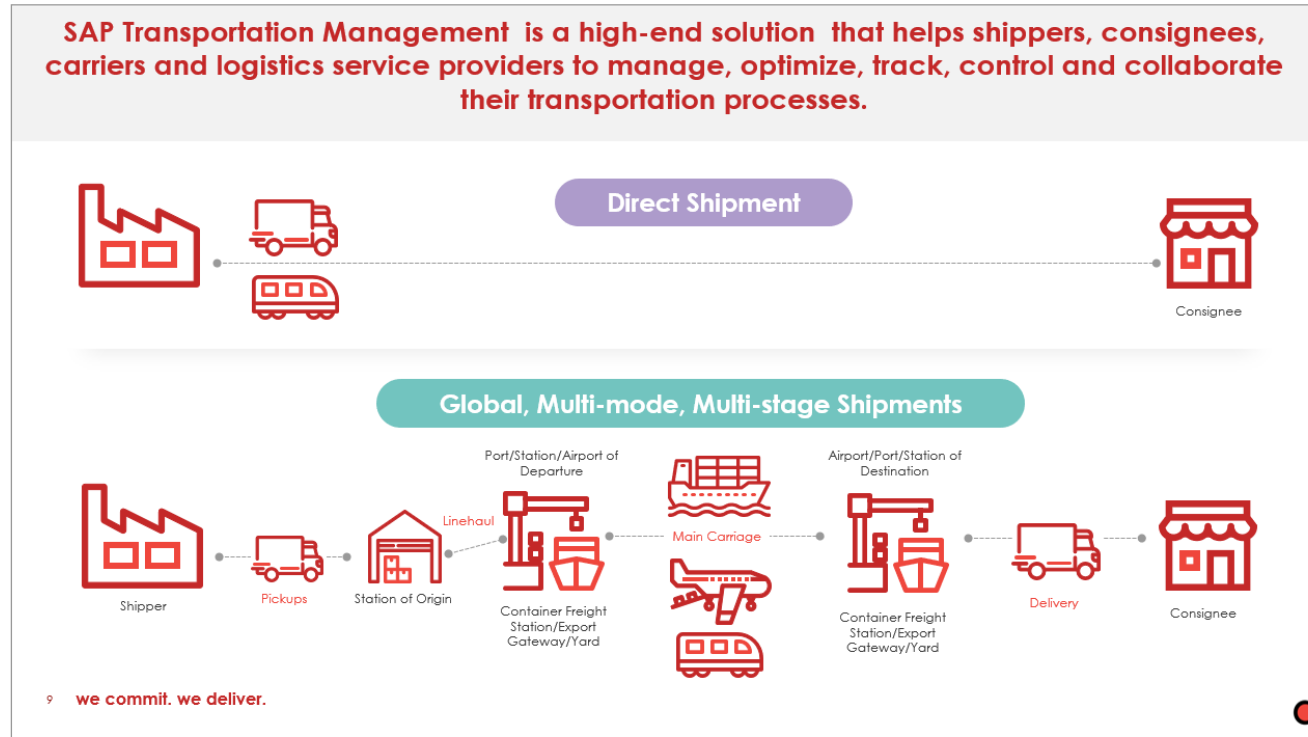 SAP Transportation Management is a high-end solution that helps shippers, consignees,
carriers and logistics service providers to manage, optimize, track, control and collaborate
their transportation processes.
Direct Shipment
Consignee
Global, Multi-mode, Multi-stage Shipments
Port/Station/Airport of
Departure
Airport/Port/Station of
Destination
Linehaul
Main Carriage
Shipper
Pickups
Station of Origin
Container Freight
Station/Export
Gateway/Yard
Container Freight
Station/Export
Gateway/Yard
Delivery
Consignee
9 we commit. we deliver.